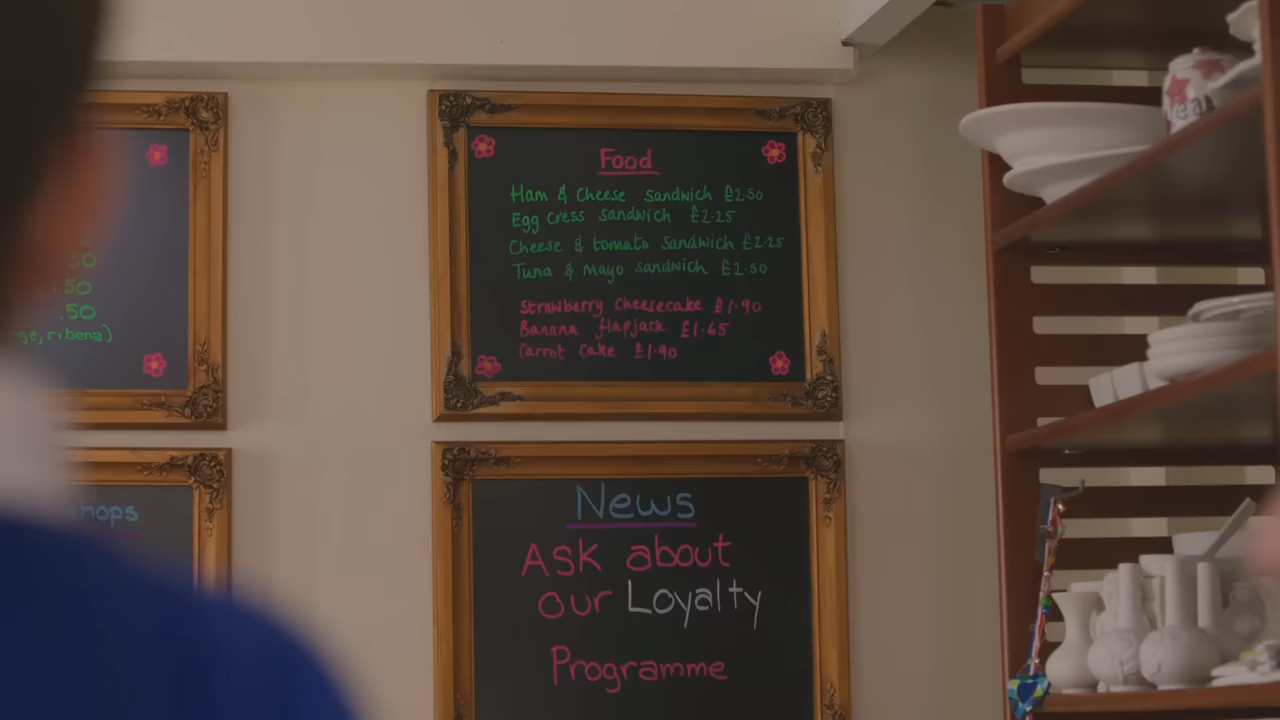 Food
Ham & Cheese sandwich £2.50
Egg cress sandwich £2.25
Cheese & tomato sandwich £2.25
Tuna & mayo sandwich £2.50
Strawberry Cheesecake £1.90
Banana flapjack £1.65
Carrot Cake £1.90
.50
.50
ribena)
News
Ask about
our Loyalty
Programme